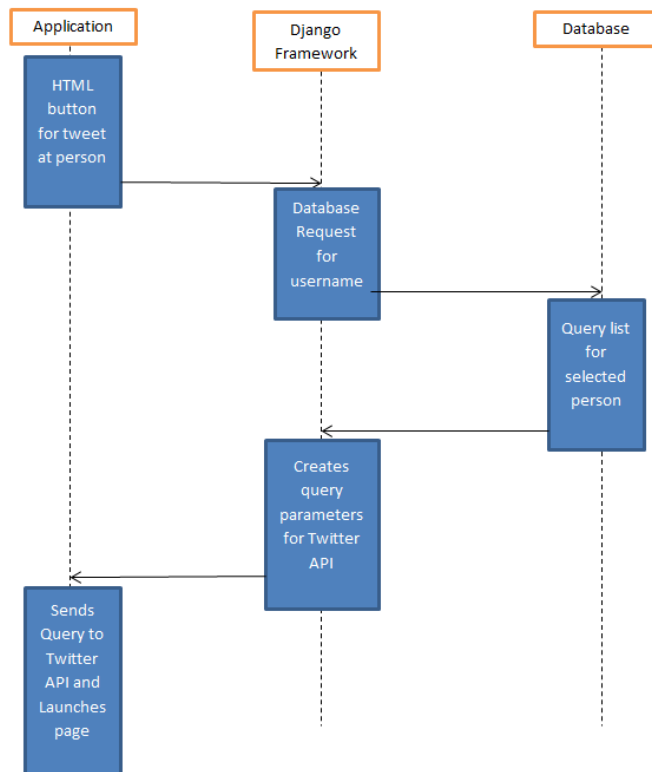 Application
Django
Framework
Database
HTML
button
for tweet
at person
Database
Request
for
username
Query list
for
selected
person
Creates
query
parameters
for Twitter
API
Sends
Query to
Twitter
API and
Launches
page